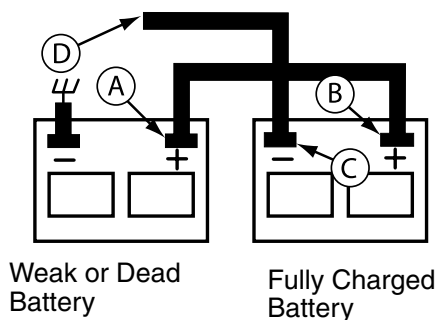 D
A
B
C
–
+
–
+
Weak or Dead
Battery
Fully Charged
Battery